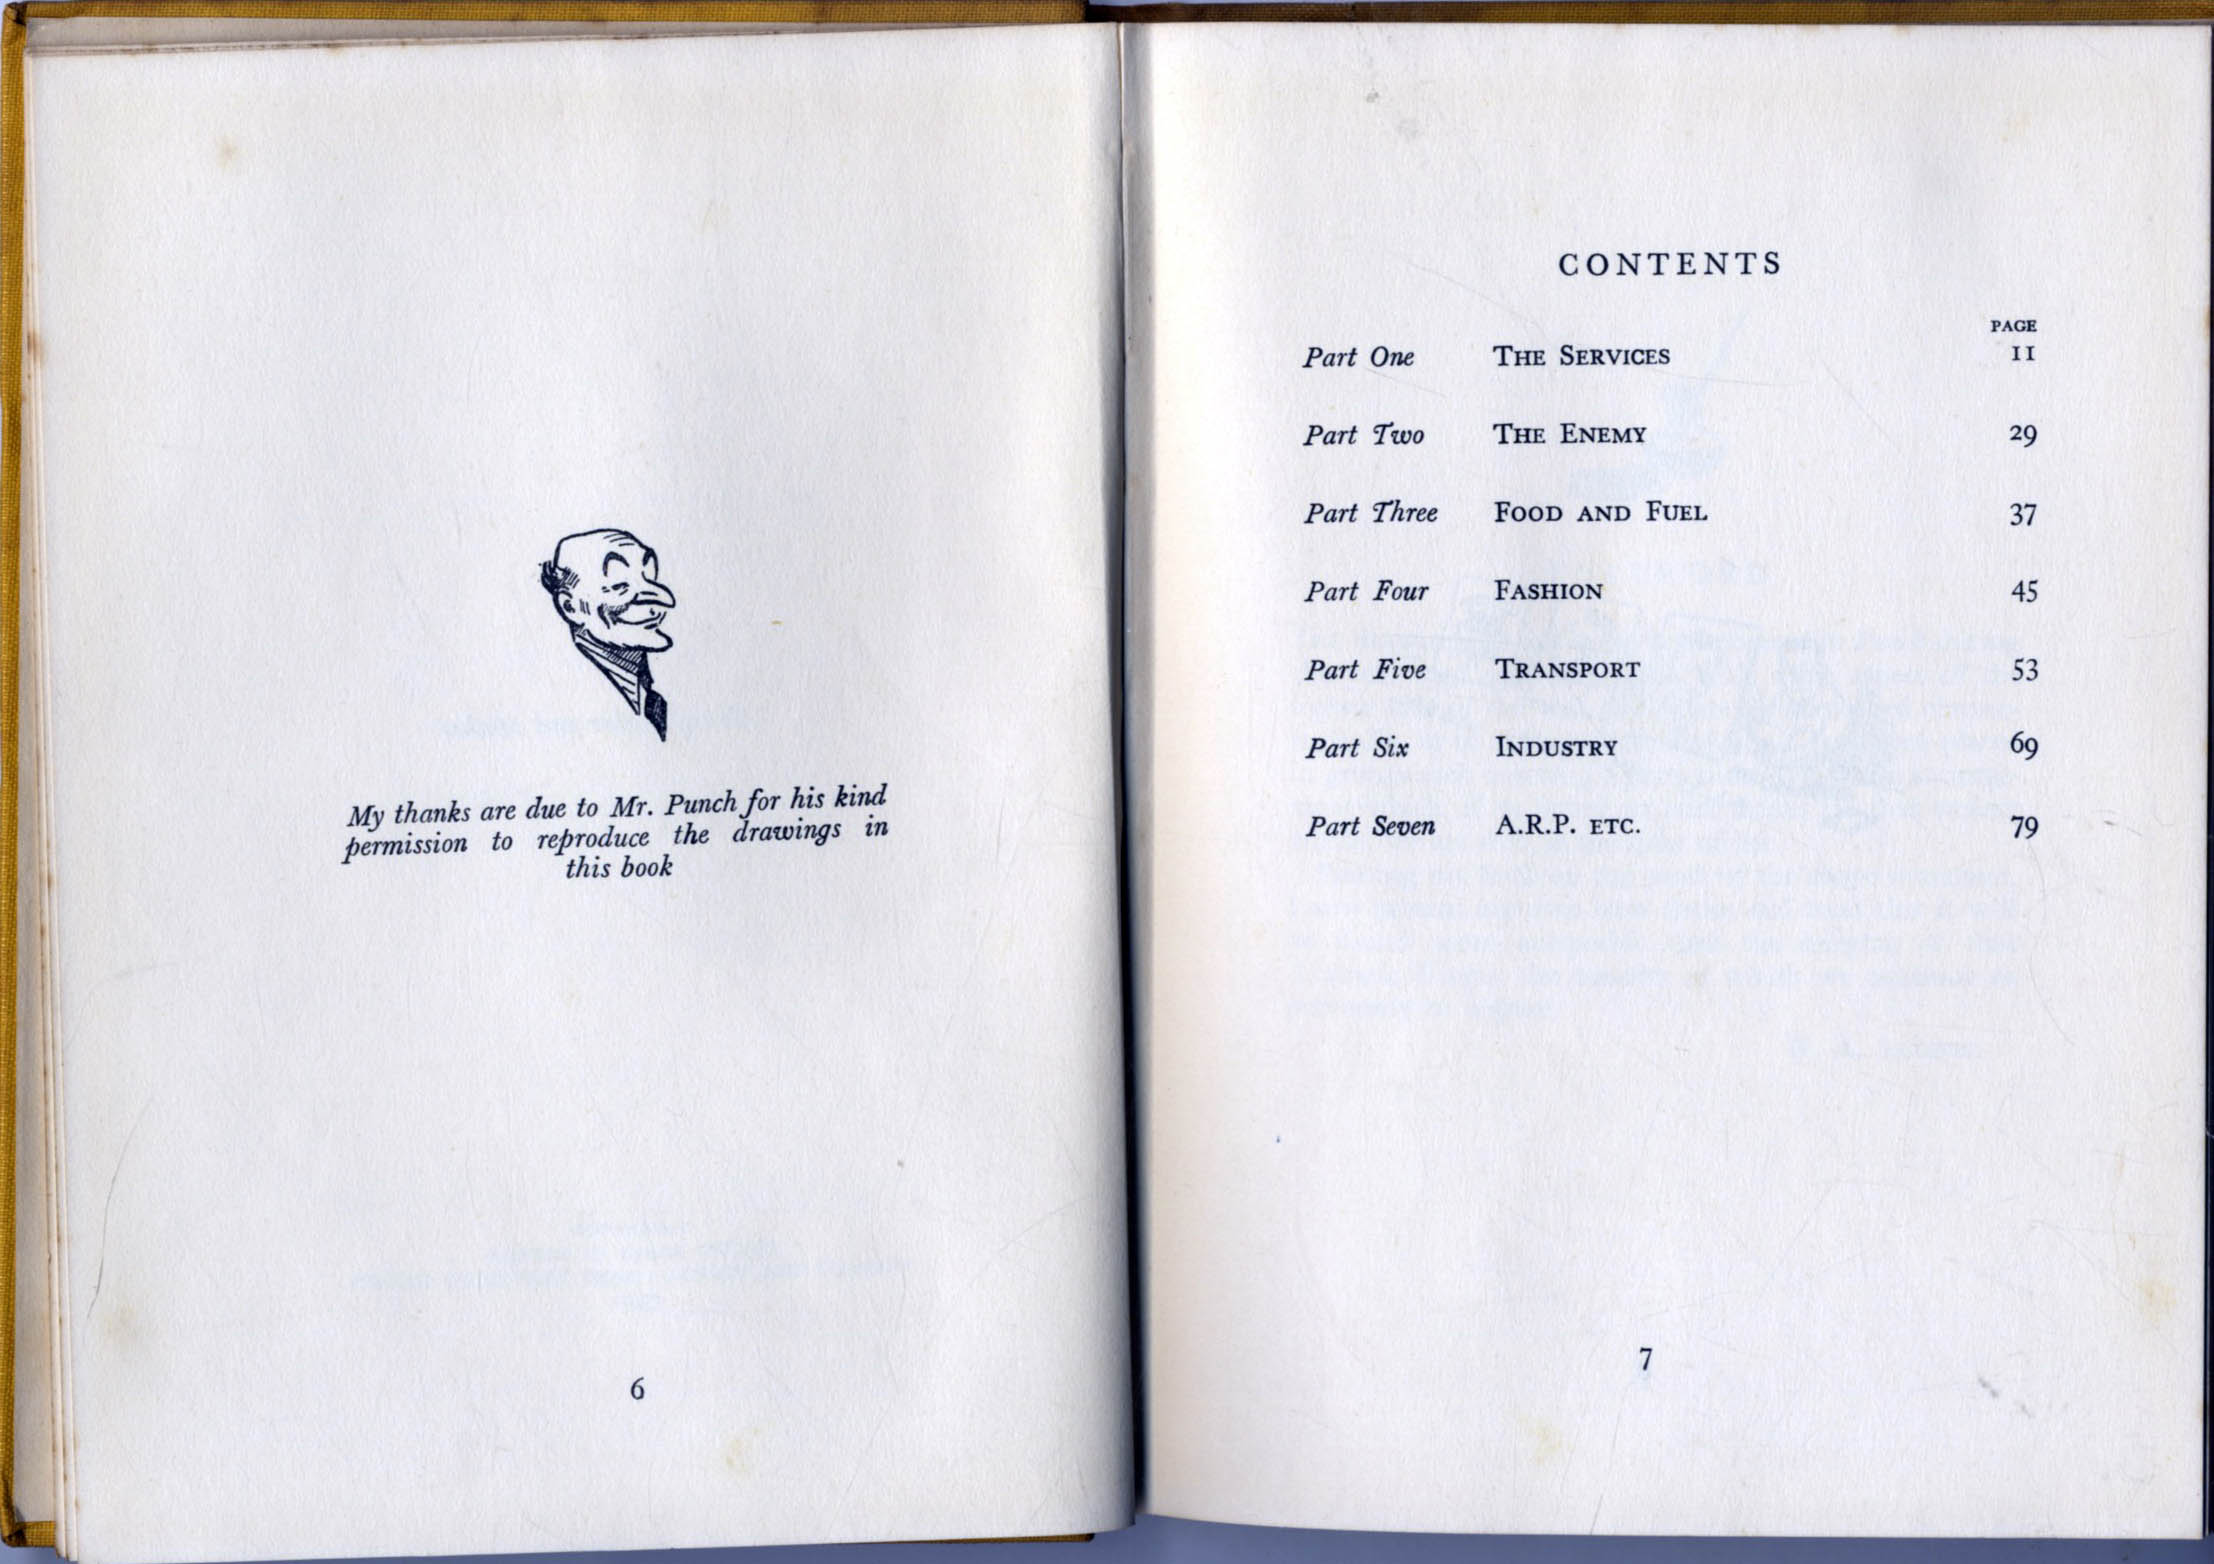 My thanks are due to Mr. Punch for his kind
permission to reproduce the drawings in
this book
6
CONTENTS
PAGE
Part One THE SERVICES 11
Part Two THE ENEMY 29
Part Three FOOD AND FUEL 37
Part Four FASHION 45
Part Five TRANSPORT 53
Part Six INDUSTRY 69
Part Seven A.R.P. ETC. 79
7